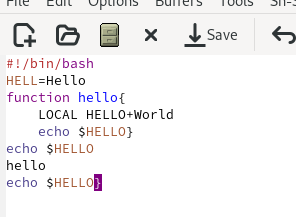 Edit Options Buffers Tools Sh-S
Save
#!/bin/bash
HELL=Hello
function hello{
    LOCAL HELLO+World
    echo $HELLO}
echo $HELLO
hello
echo $HELLO}